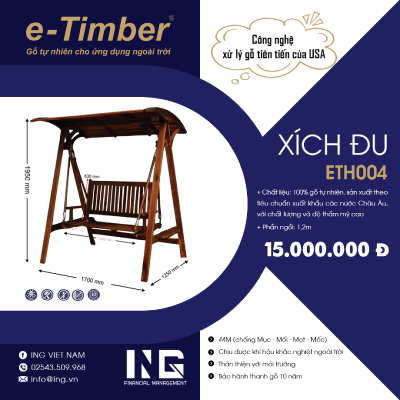 e-Timber®
Gỗ tự nhiên cho ứng dụng ngoài trời
Công nghệ
xử lý gỗ tiên tiến của USA
XÍCH ĐU
ETH004
+ Chất liệu: 100% gỗ tự nhiên, sản xuất theo
tiêu chuẩn xuất khẩu các nước Châu Âu,
với chất lượng và độ thẩm mỹ cao
+ Phần ngồi: 1,2m
15.000.000 Đ
1950 mm
530 mm
1700 mm
1250 mm
ING VIET NAM
02543.509.968
info@ing.vn
ING
FINANCIAL MANAGEMENT
4M (chống Mục - Mối - Mọt - Mốc)
Chịu được khí hậu khắc nghiệt ngoài trời
Thân thiện với môi trường
Bảo hành thanh gỗ 10 năm